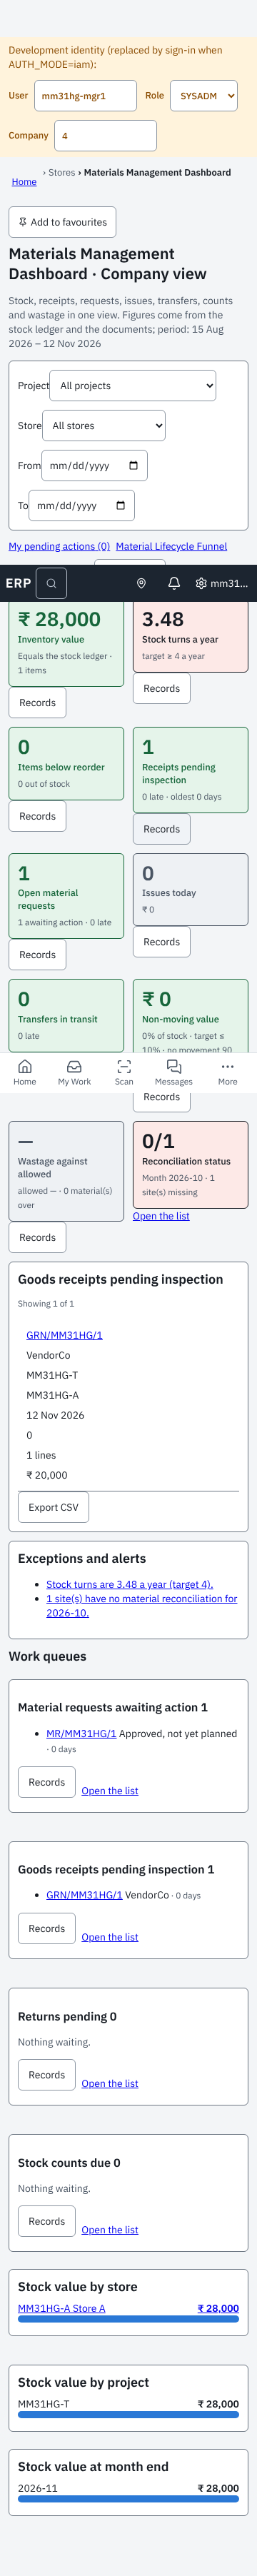 Development identity (replaced by sign-in when
AUTH_MODE=iam):
User mm31hg-mgr1 Role SYSADM
Company 4
Home › Stores › Materials Management Dashboard
Add to favourites
Materials Management
Dashboard · Company view
Stock, receipts, requests, issues, transfers, counts
and wastage in one view. Figures come from the
stock ledger and the documents; period: 15 Aug
2026 – 12 Nov 2026
Project All projects
Store All stores
From mm/dd/yyyy
To mm/dd/yyyy
My pending actions (0) Material Lifecycle Funnel
ERP mm31...
₹ 28,000
Inventory value
Equals the stock ledger ·
1 items
Records
3.48
Stock turns a year
target ≥ 4 a year
Records
0
Items below reorder
0 out of stock
Records
1
Receipts pending
inspection
0 late · oldest 0 days
Records
1
Open material
requests
1 awaiting action · 0 late
Records
0
Issues today
₹ 0
Records
0
Transfers in transit
0 late
₹ 0
Non-moving value
0% of stock · target ≤
10% · no movement 90
Home My Work Scan Messages More
Records
—
Wastage against
allowed
allowed — · 0 material(s)
over
Records
0/1
Reconciliation status
Month 2026-10 · 1
site(s) missing
Open the list
Goods receipts pending inspection
Showing 1 of 1
GRN/MM31HG/1
VendorCo
MM31HG-T
MM31HG-A
12 Nov 2026
0
1 lines
₹ 20,000
Export CSV
Exceptions and alerts
• Stock turns are 3.48 a year (target 4).
• 1 site(s) have no material reconciliation for
2026-10.
Work queues
Material requests awaiting action 1
• MR/MM31HG/1 Approved, not yet planned
· 0 days
Records Open the list
Goods receipts pending inspection 1
• GRN/MM31HG/1 VendorCo · 0 days
Records Open the list
Returns pending 0
Nothing waiting.
Records Open the list
Stock counts due 0
Nothing waiting.
Records Open the list
Stock value by store
MM31HG-A Store A ₹ 28,000
Stock value by project
MM31HG-T ₹ 28,000
Stock value at month end
2026-11 ₹ 28,000